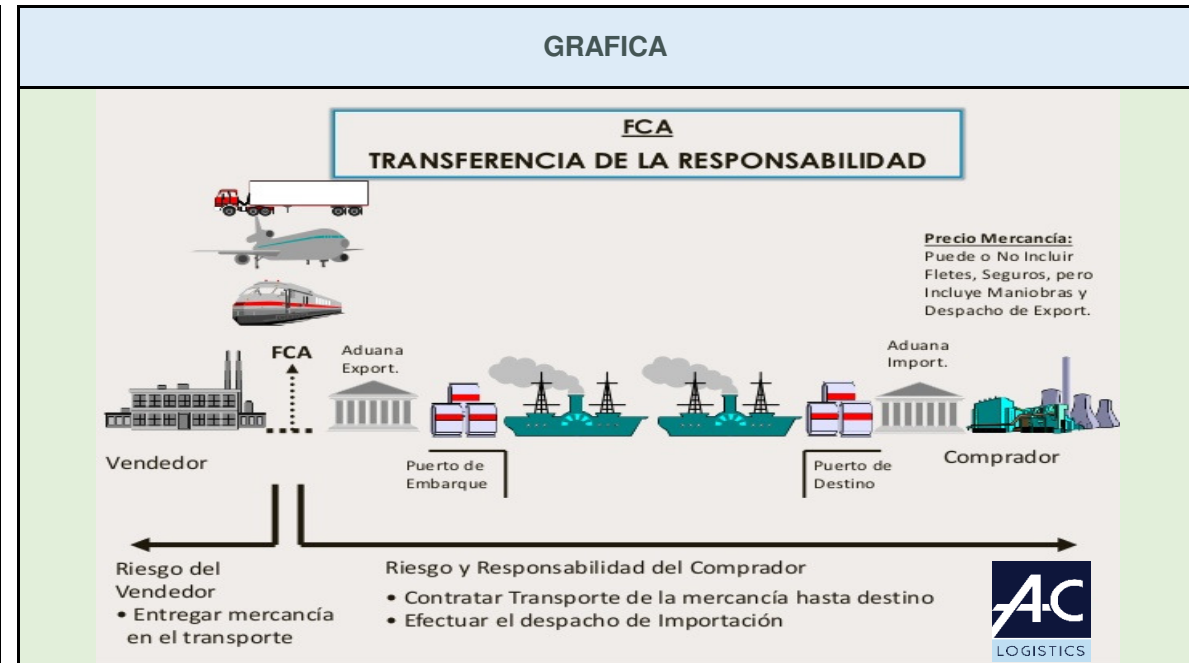 GRAFICA
FCA
TRANSFERENCIA DE LA RESPONSABILIDAD
Precio Mercancía:
Puede o No Incluir
Fletes, Seguros, pero
Incluye Maniobras y
Despacho de Export.
FCA
Aduana
Export.
Aduana
Import.
Vendedor
Puerto de
Embarque
Puerto de
Destino
Comprador
Riesgo del
Vendedor
• Entregar mercancía
en el transporte
Riesgo y Responsabilidad del Comprador
• Contratar Transporte de la mercancía hasta destino
• Efectuar el despacho de Importación
AC
LOGISTICS